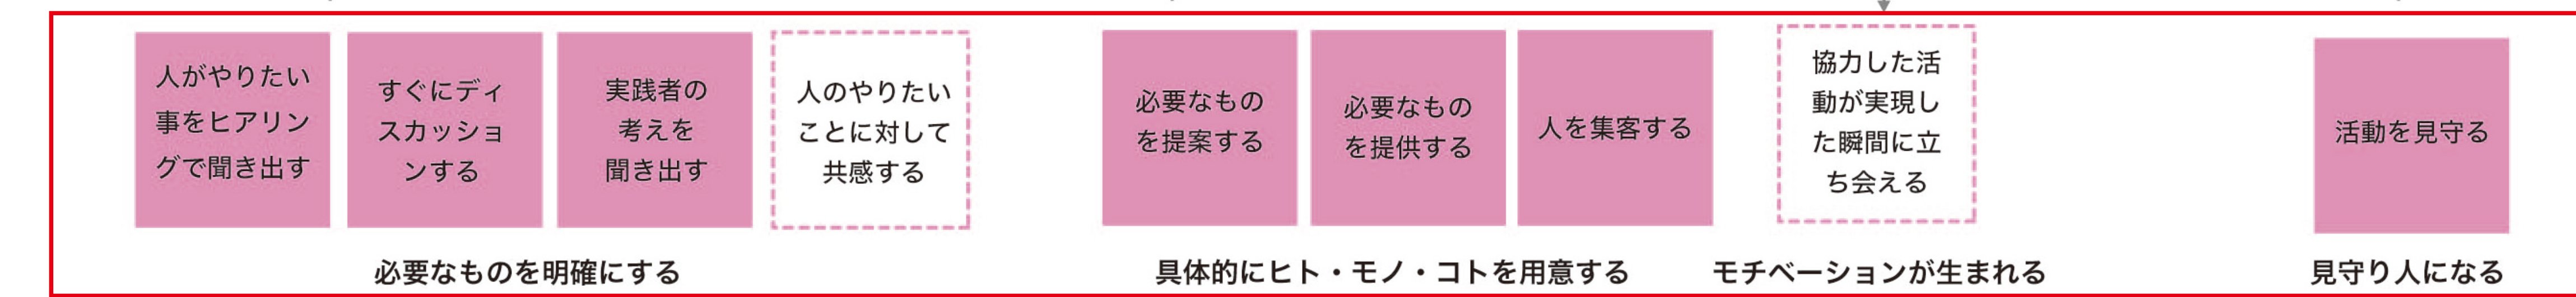 人がやりたい
事をヒアリン
グで聞き出す
すぐにディ
スカッショ
ンする
実践者の
考えを
聞き出す
人のやりたい
ことに対して
共感する
必要なものを明確にする
必要なもの
を提案する
必要なもの
を提供する
人を集客する
具体的にヒト・モノ・コトを用意する
協力した活
動が実現し
た瞬間に立
ち会える
モチベーションが生まれる
活動を見守る
見守り人になる